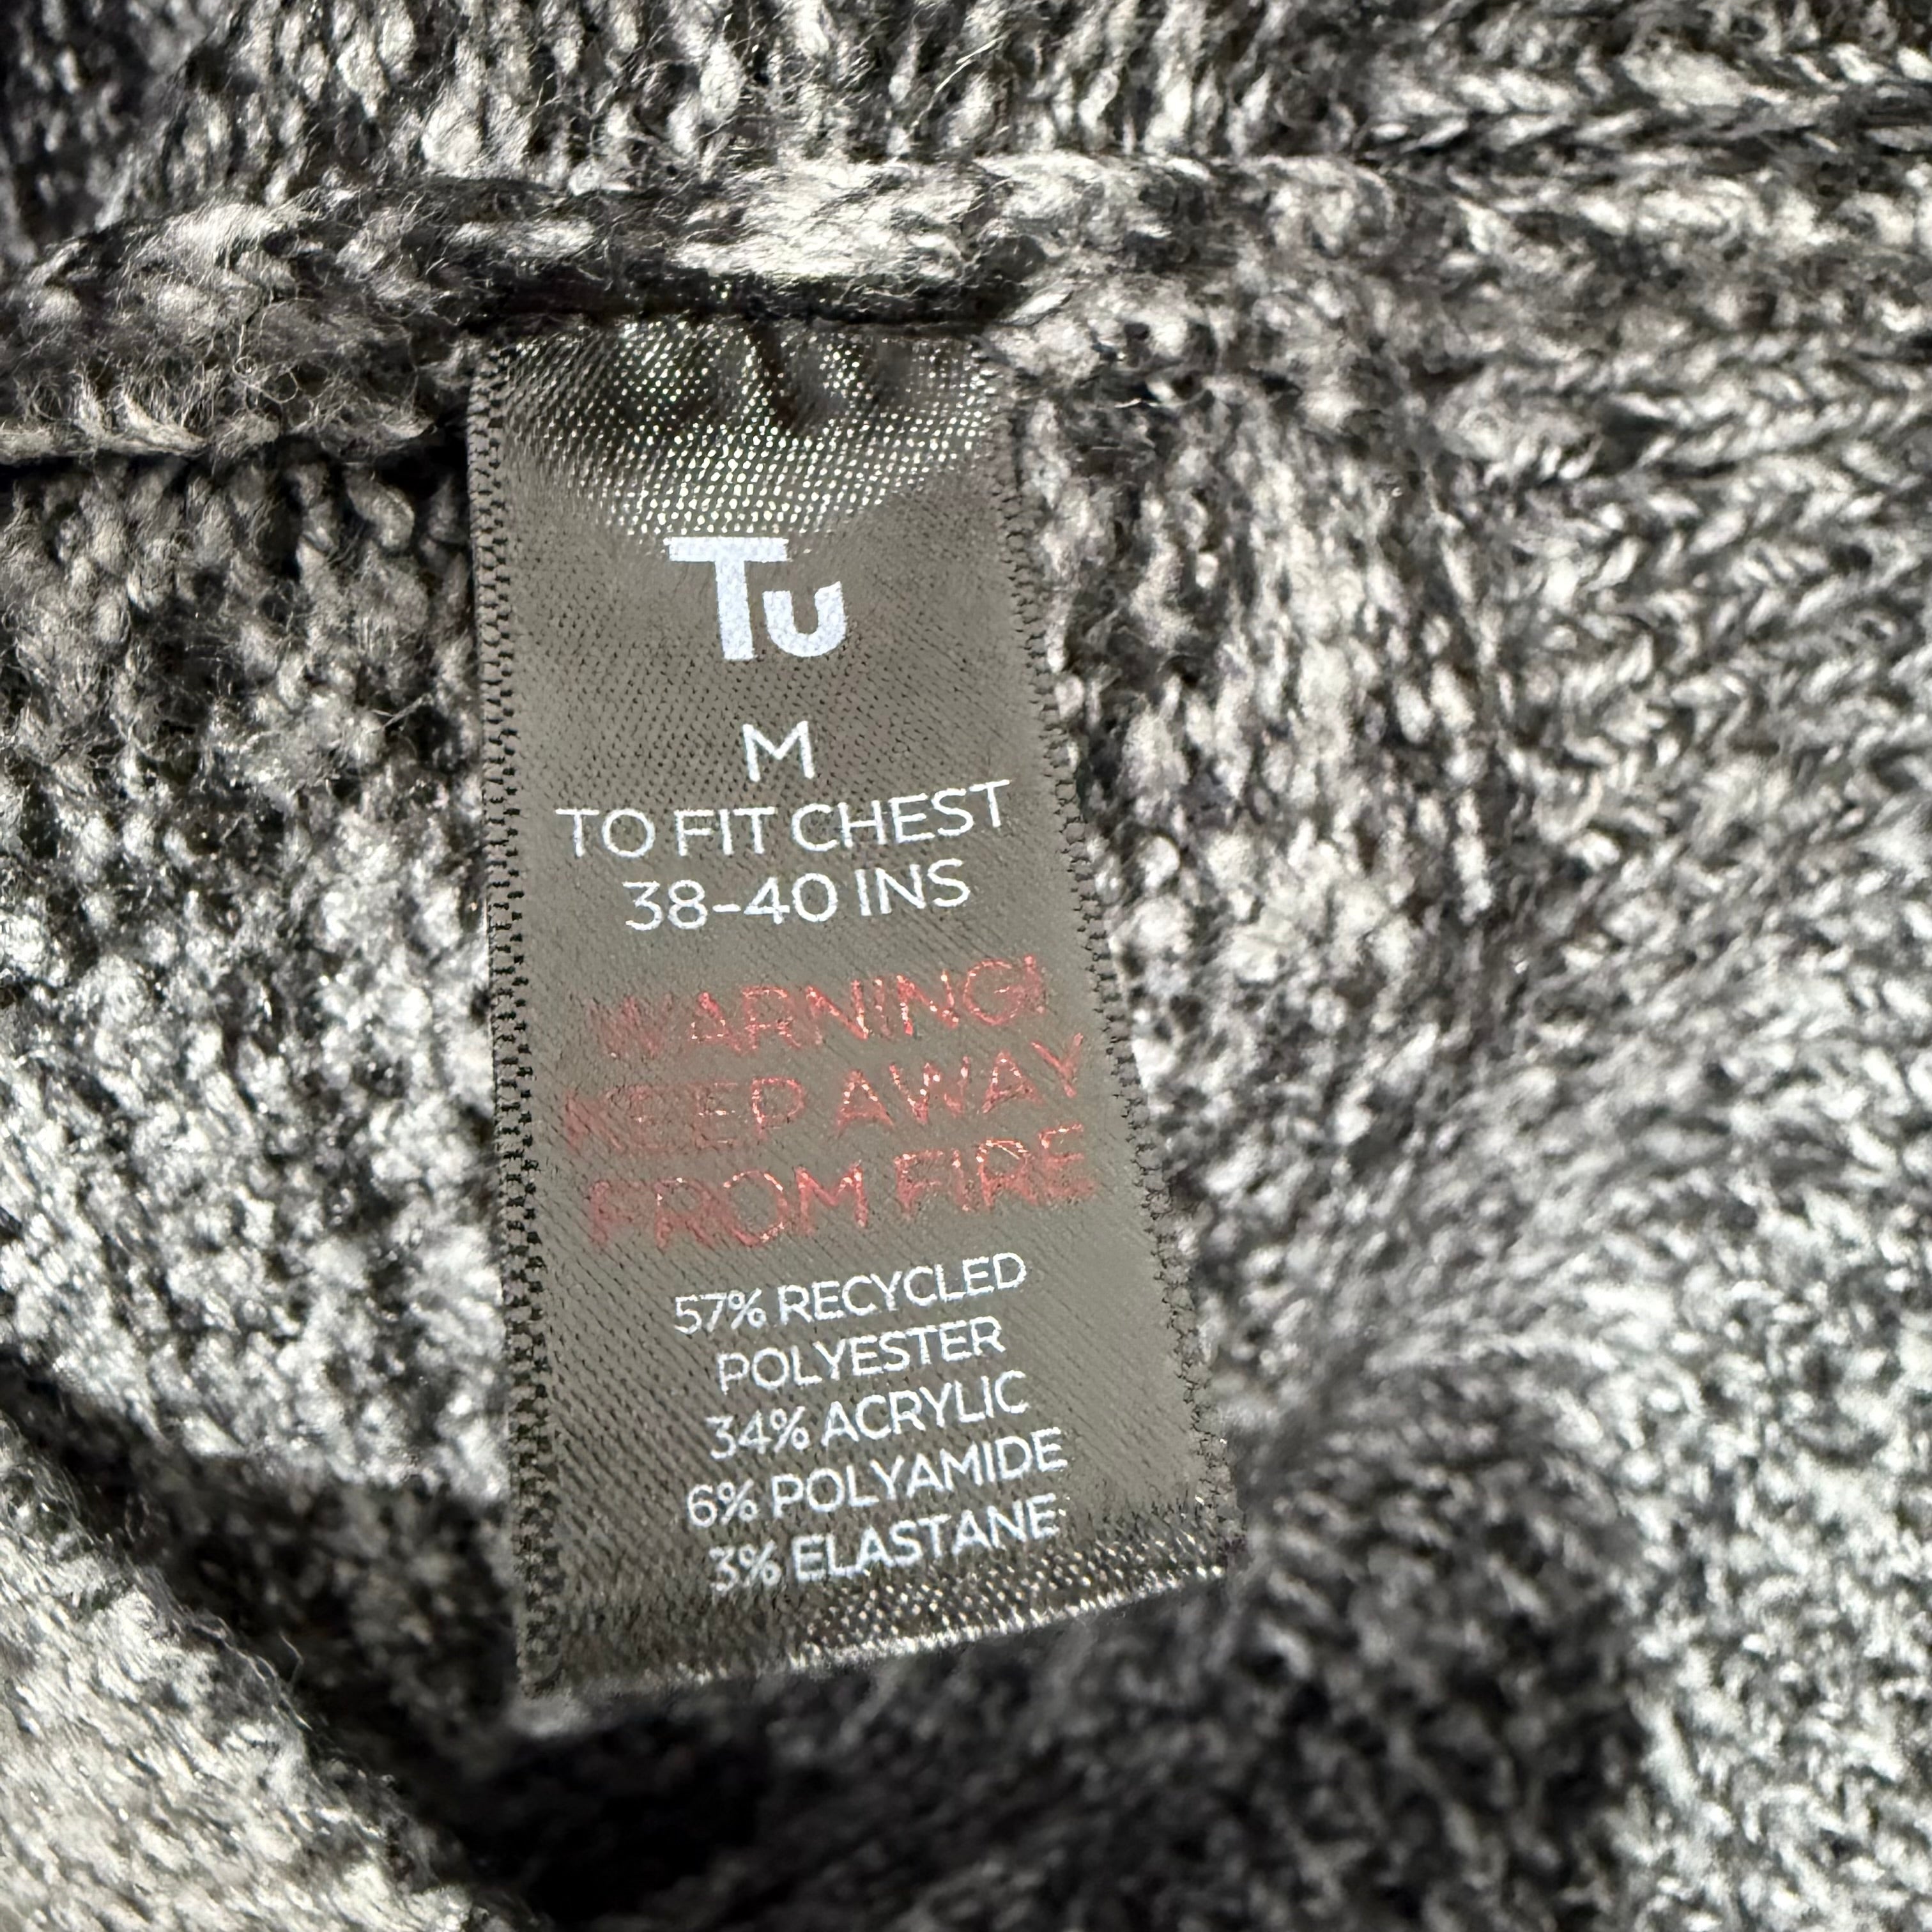 Tu
M
TO FIT CHEST
38-40 INS
WARNING!
KEEP AWAY
FROM FIRE
57% RECYCLED
POLYESTER
34% ACRYLIC
6% POLYAMIDE
3% ELASTANE